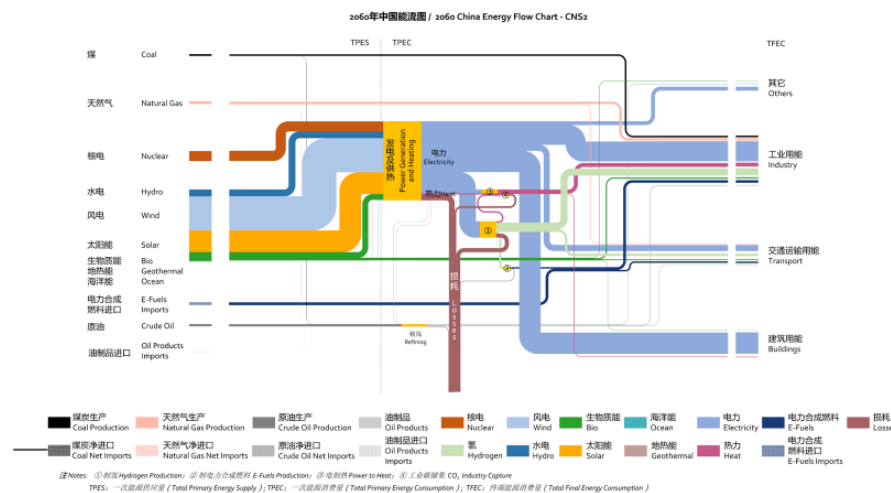 2060年中国能流图 / 2060 China Energy Flow Chart - CNS2
TPES TPEC TFEC
煤 Coal
天然气 Natural Gas
核电 Nuclear
水电 Hydro
风电 Wind
太阳能 Solar
生物质能 Bio
地热能 Geothermal
海洋能 Ocean
电力合成 E-Fuels
燃料进口 Imports
原油 Crude Oil
油制品进口 Oil Products
Imports
发电及供热
Power Generation
and Heating
电力
Electricity
热力Heat
③
④
①
②
损耗 Losses
精炼
Refining
其它
Others
工业用能
Industry
交通运输用能
Transport
建筑用能
Buildings
煤炭生产 天然气生产 原油生产 油制品 核电 风电 生物质能 海洋能 电力 电力合成燃料 损耗
Coal Production Natural Gas Production Crude Oil Production Oil Products Nuclear Wind Bio Ocean Electricity E-Fuels Losse
煤炭净进口 天然气净进口 原油净进口 油制品进口 氢 水电 太阳能 地热能 热力 电力合成
燃料进口
Coal Net Imports Natural Gas Net Imports Crude Oil Net Imports Oil Products
Imports Hydrogen Hydro Solar Geothermal Heat E-Fuels Imports
注 Notes: ①制氢 Hydrogen Production; ②制电力合成燃料 E-Fuels Production; ③电制热 Power to Heat; ④工业碳捕集 CO₂ Industry Capture
TPES: 一次能源供应量 ( Total Primary Energy Supply ) ; TPEC: 一次能源消费量 ( Total Primary Energy Consumption ) ; TFEC: 终端能源消费量 ( Total Final Energy Consumption )